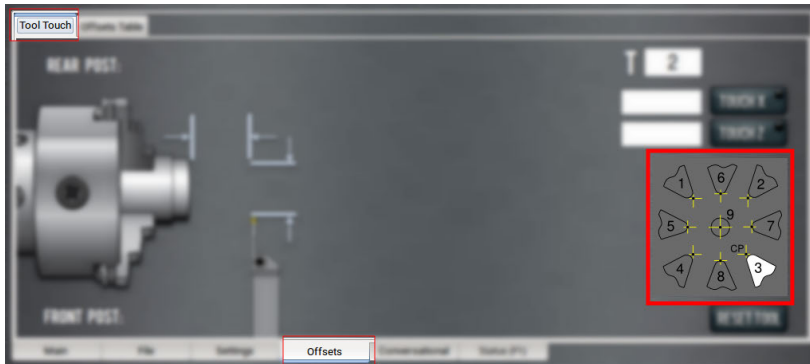 Tool Touch Offsets Table
REAR POST:
T 2
TOUCH X
TOUCH Z
1 6 2
9
5 7
CP
4 8 3
FRONT POST:
RESET TOOL
Main File Settings Offsets Conversational Status (F1)